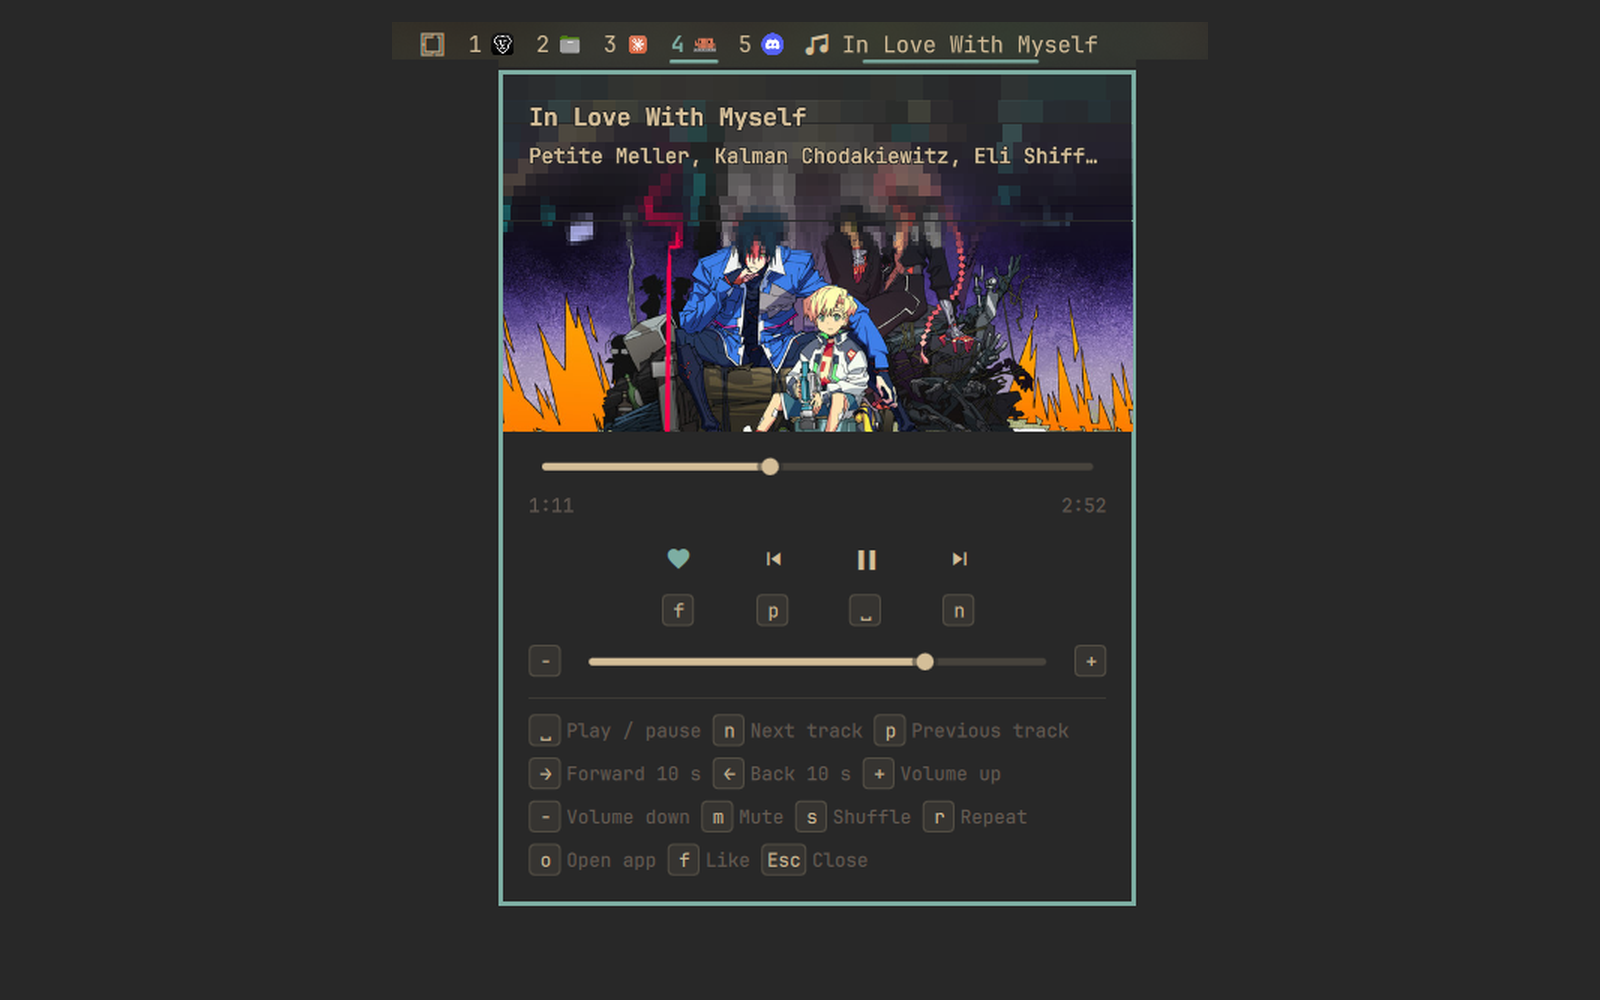 1 2 3 4 5 In Love With Myself
In Love With Myself
Petite Meller, Kalman Chodakiewitz, Eli Shiff…
1:11 2:52
f p ␣ n
- +
␣ Play / pause n Next track p Previous track
→ Forward 10 s ← Back 10 s + Volume up
- Volume down m Mute s Shuffle r Repeat
o Open app f Like Esc Close